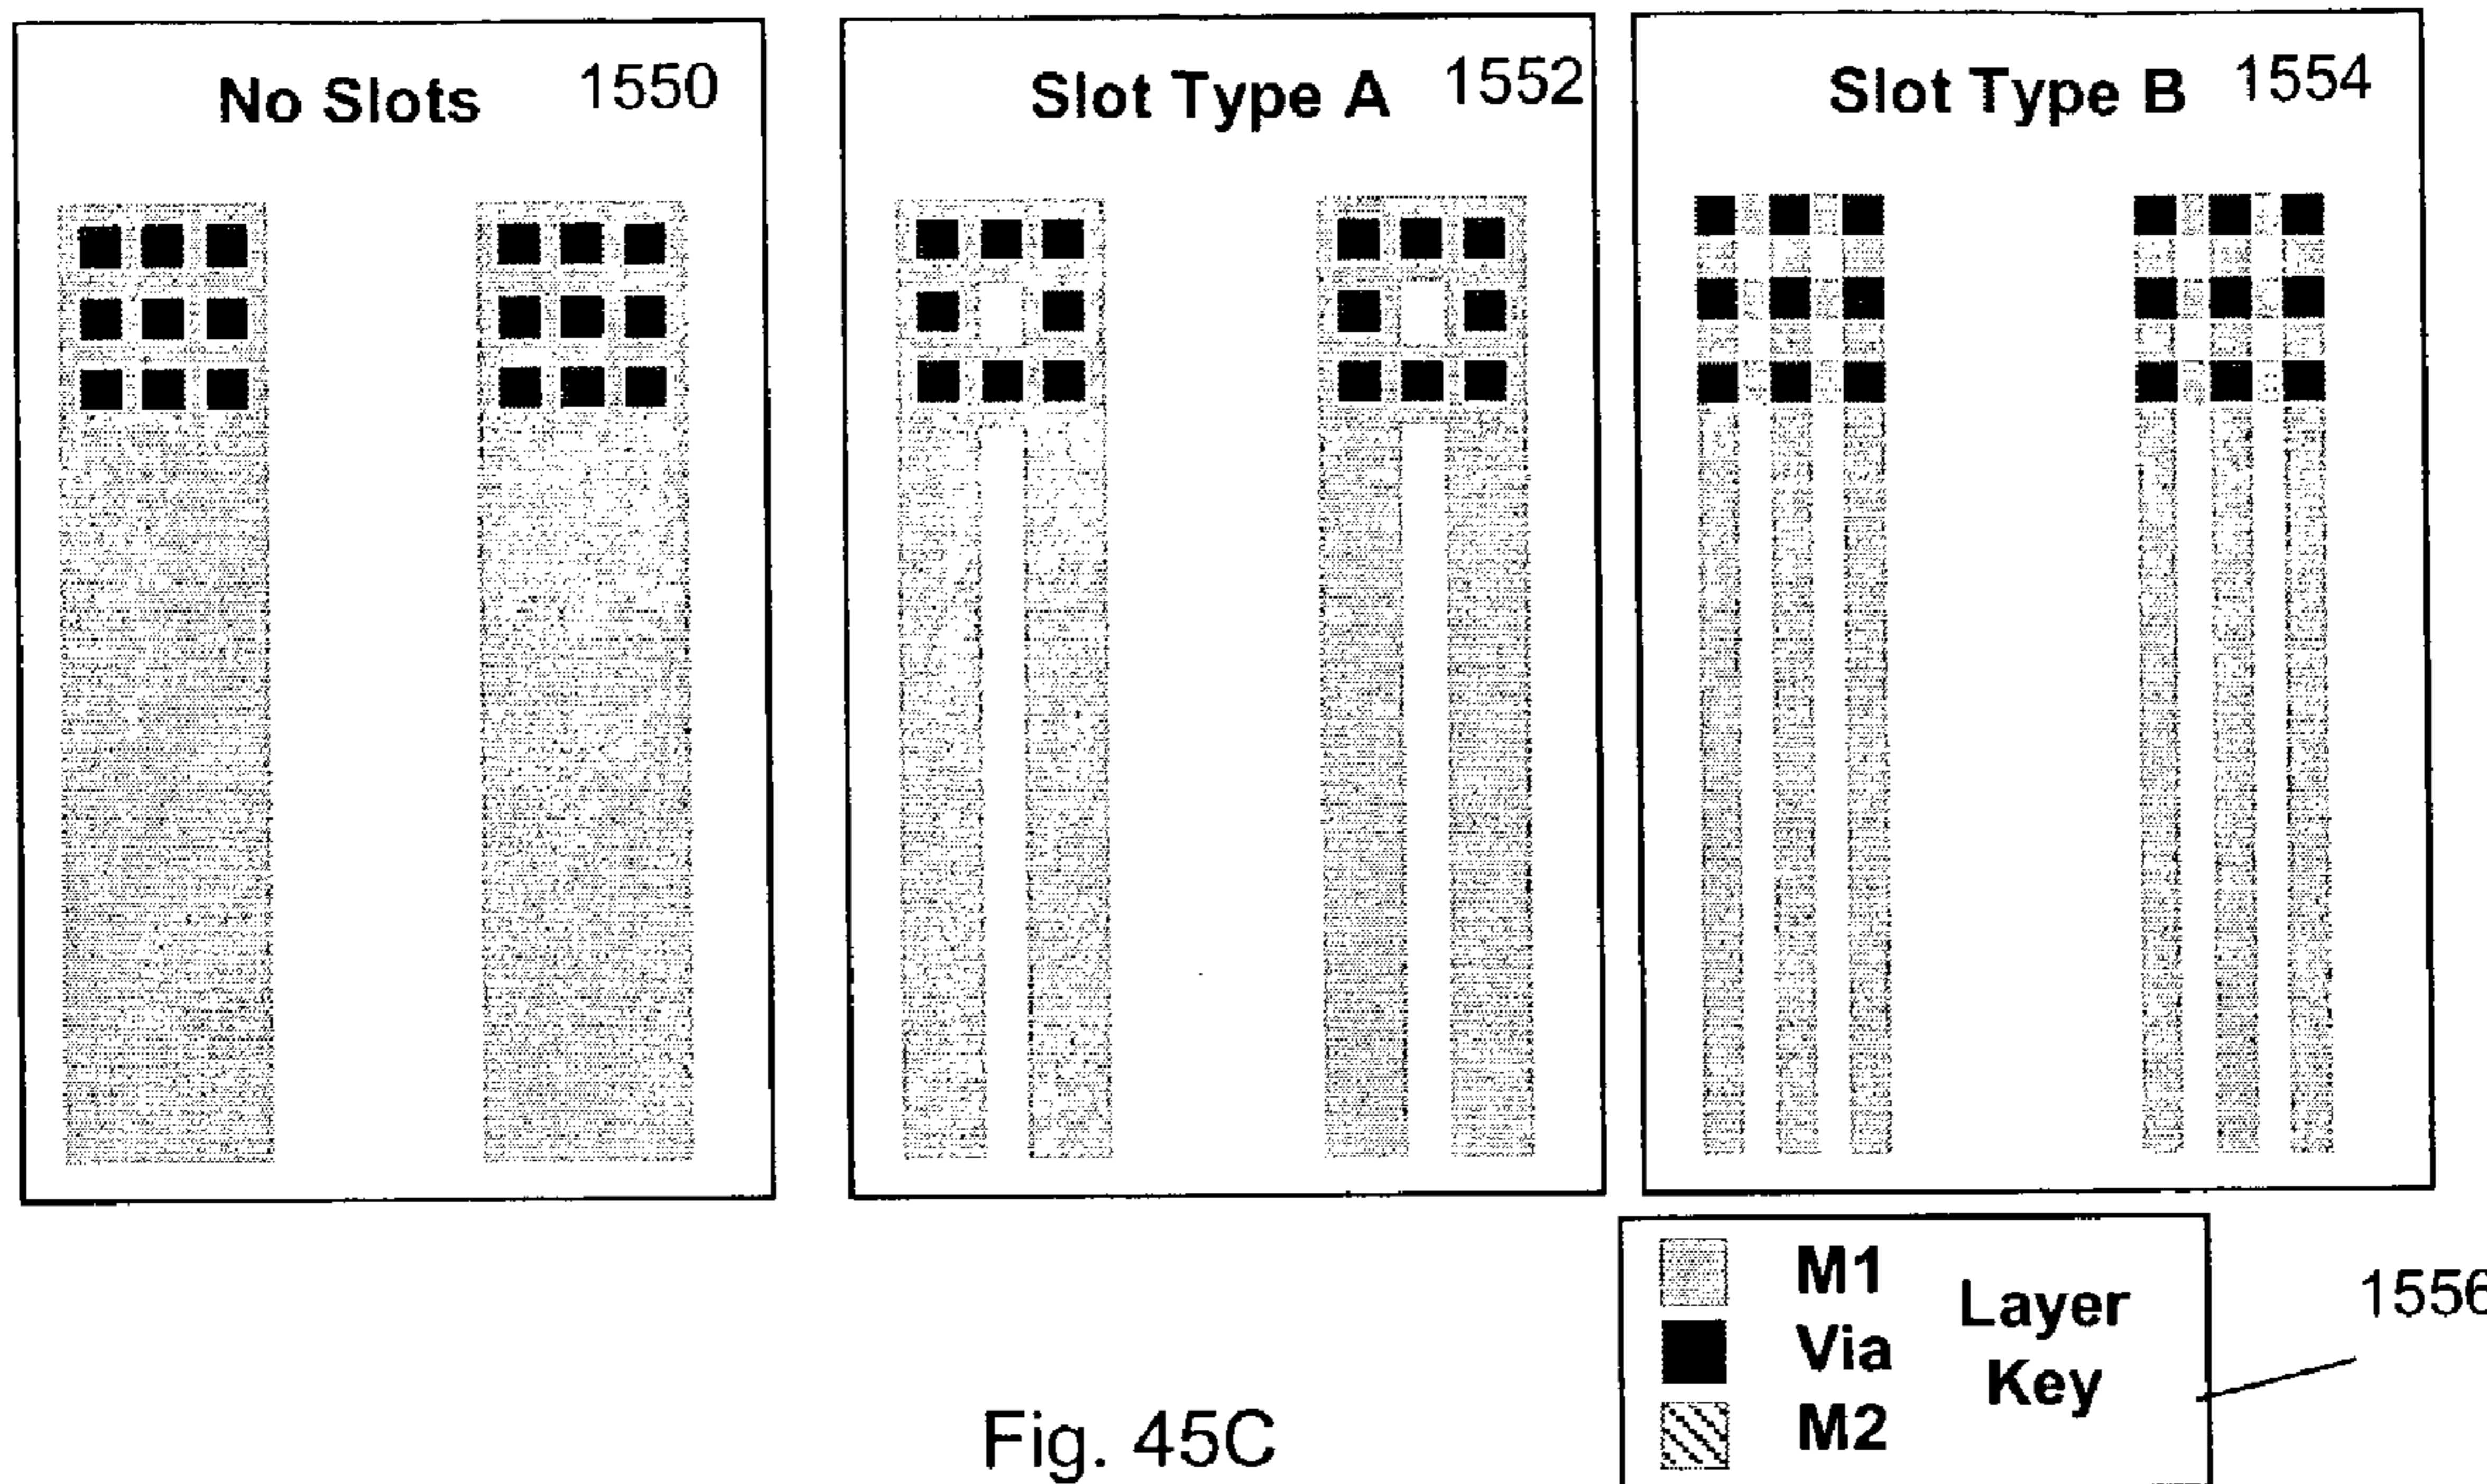 No Slots 1550
Slot Type A 1552
Slot Type B 1554
M1
Via
M2
Layer
Key
1556
Fig. 45C